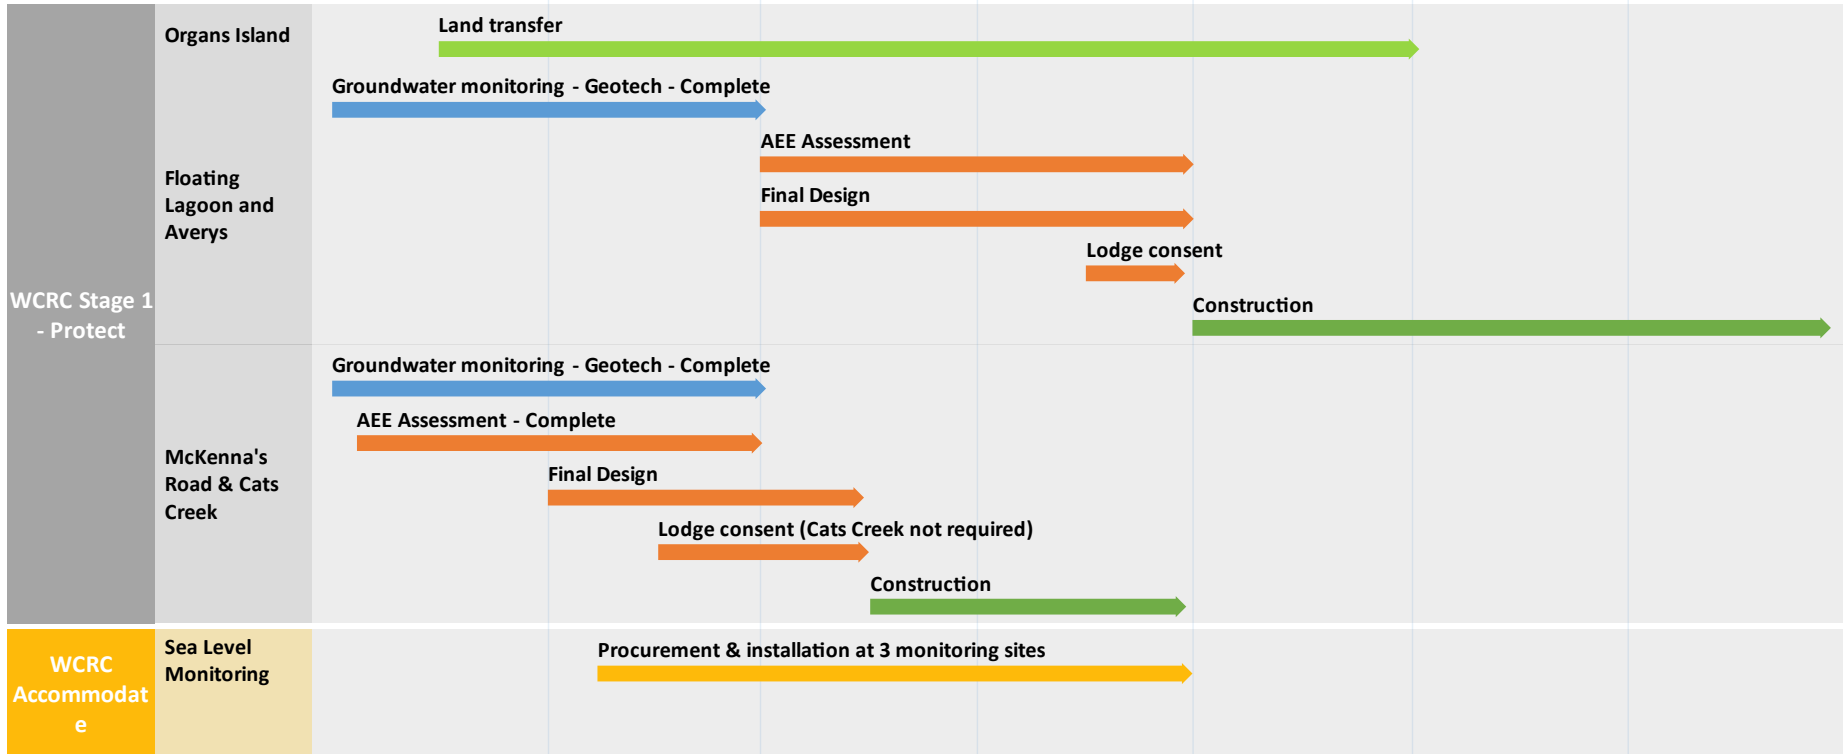 Organs Island
Land transfer
Groundwater monitoring - Geotech - Complete
AEE Assessment
Floating
Lagoon and
Averys
Final Design
Lodge consent
WCRC Stage 1
- Protect
Construction
Groundwater monitoring - Geotech - Complete
AEE Assessment - Complete
McKenna's
Road & Cats
Creek
Final Design
Lodge consent (Cats Creek not required)
Construction
WCRC
Accommodat
e
Sea Level
Monitoring
Procurement & installation at 3 monitoring sites